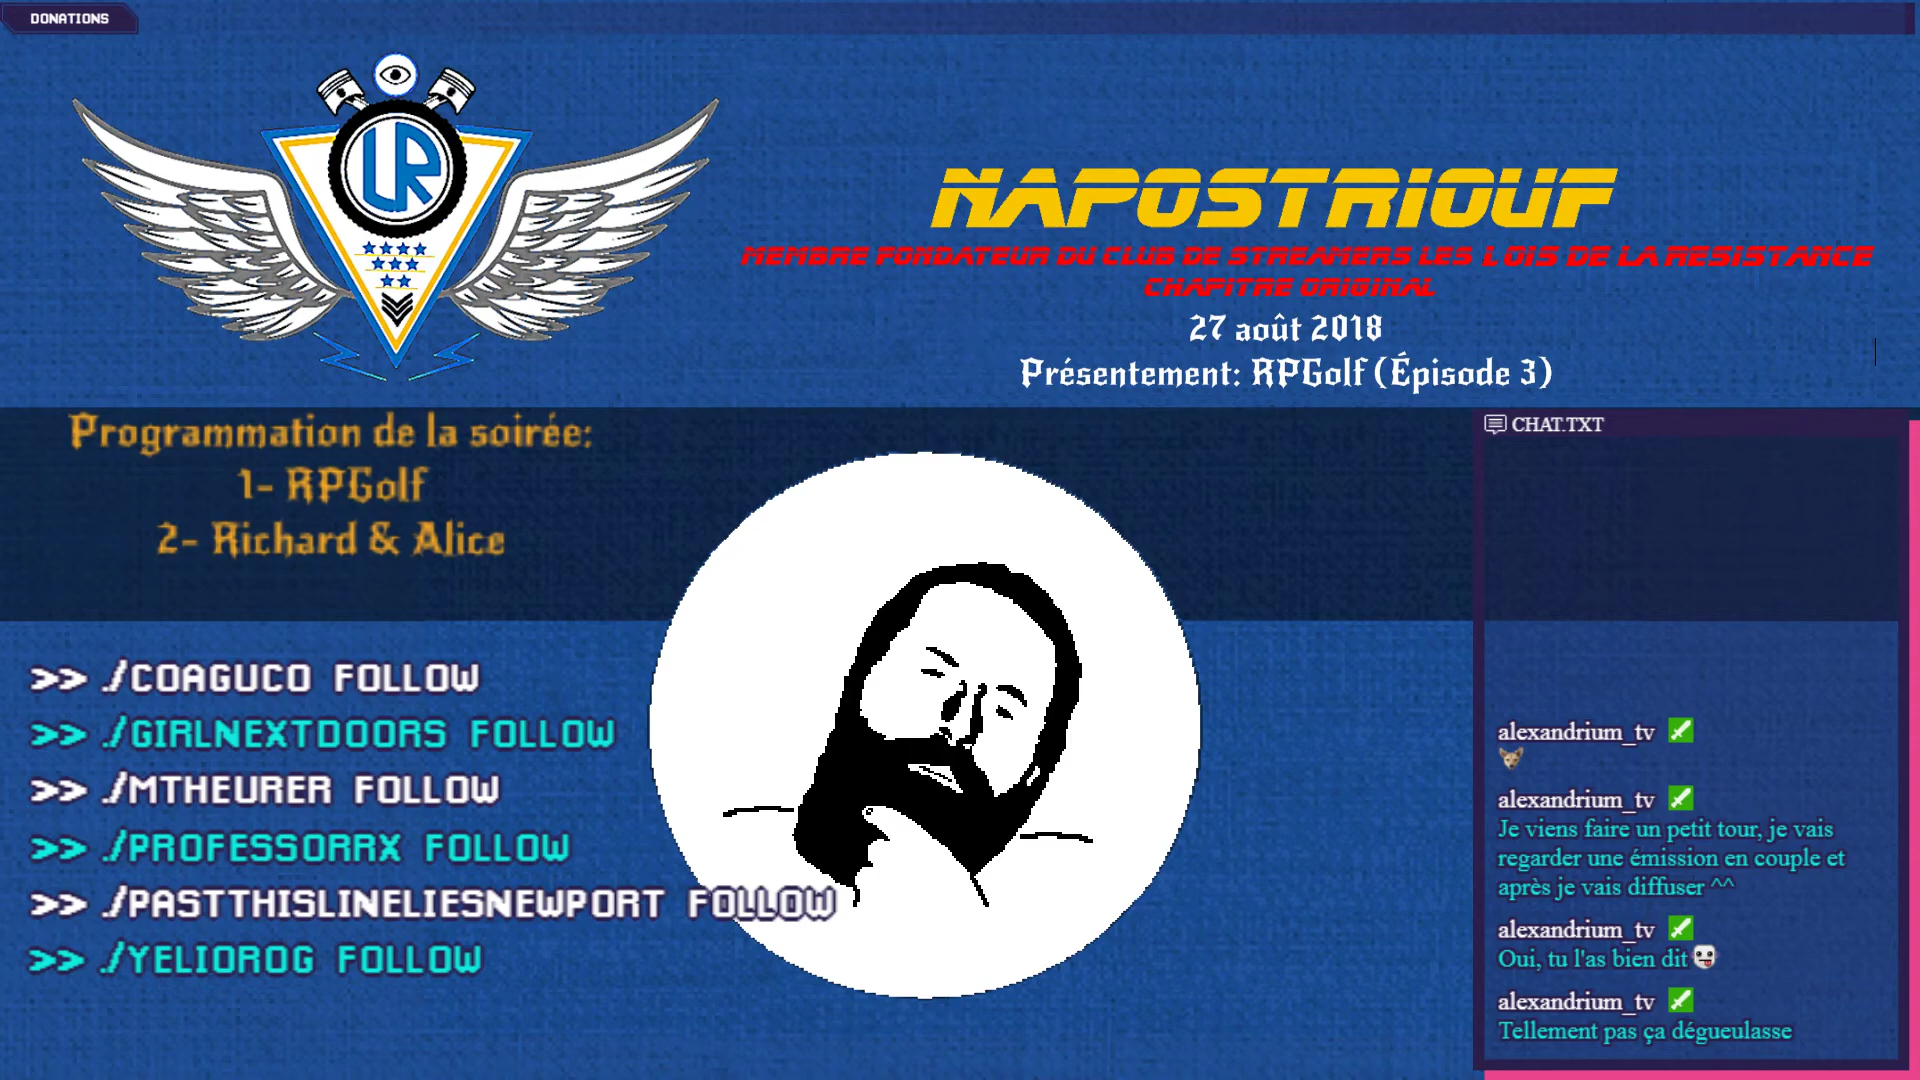 DONATIONS
LR
NAPOSTRIOUF
MEMBRE FONDATEUR DU CLUB DE STREAMERS LES LOIS DE LA RESISTANCE
CHAPITRE ORIGINAL
27 août 2018
Présentement: RPGolf (Épisode 3)
Programmation de la soirée:
1- RPGolf
2- Richard & Alice
>> ./COAGUCO FOLLOW
>> ./GIRLNEXTDOORS FOLLOW
>> ./MTHEURER FOLLOW
>> ./PROFESSORRX FOLLOW
>> ./PASTTHISLINELIESNEWPORT FOLLOW
>> ./YELIOROG FOLLOW
CHAT.TXT
alexandrium_tv
alexandrium_tv
Je viens faire un petit tour, je vais
regarder une émission en couple et
après je vais diffuser ^^
alexandrium_tv
Oui, tu l'as bien dit
alexandrium_tv
Tellement pas ça dégueulasse